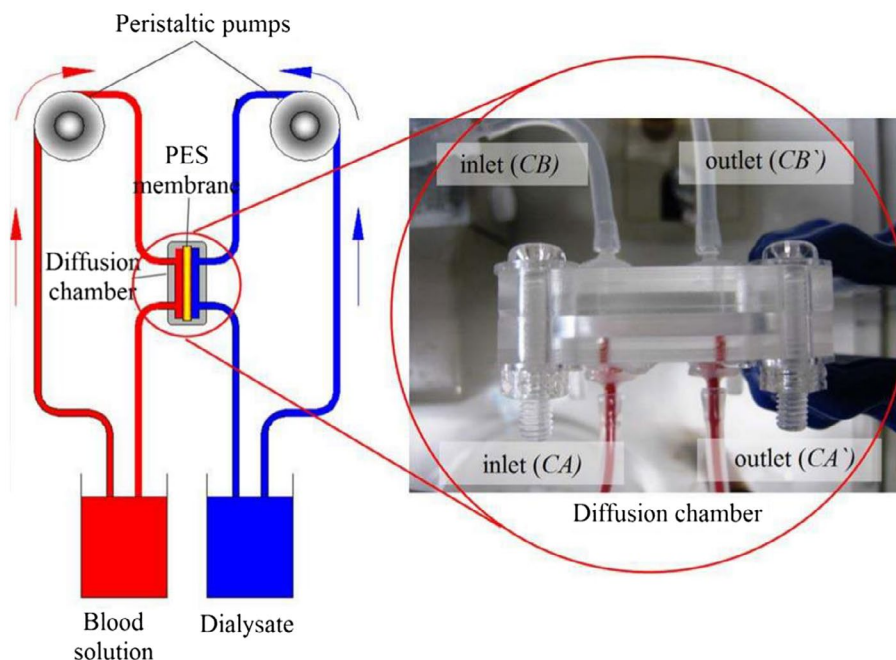 Peristaltic pumps
PES
membrane
Diffusion
chamber
inlet (CB)
outlet (CB`)
inlet (CA)
outlet (CA`)
Diffusion chamber
Blood
solution
Dialysate